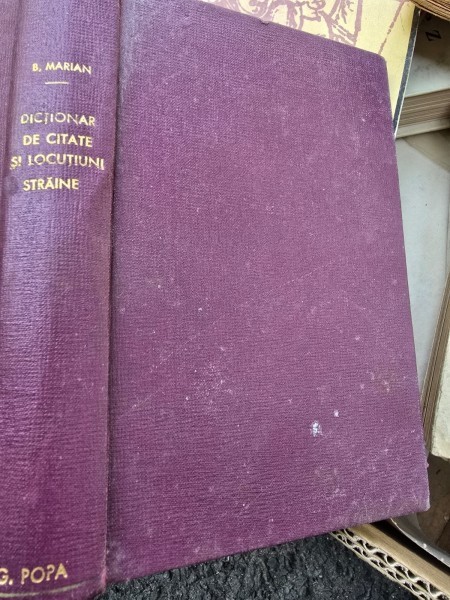 B. MARIAN
DICȚIONAR
DE CITATE
ȘI LOCUȚIUNI
STRĂINE
G. POPA